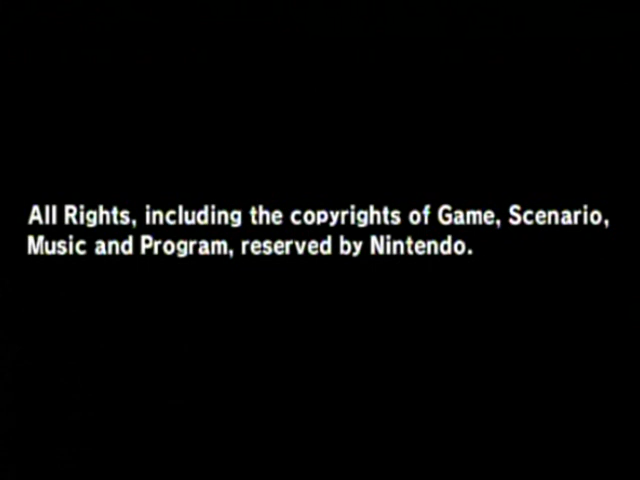 All Rights, including the copyrights of Game, Scenario,
Music and Program, reserved by Nintendo.